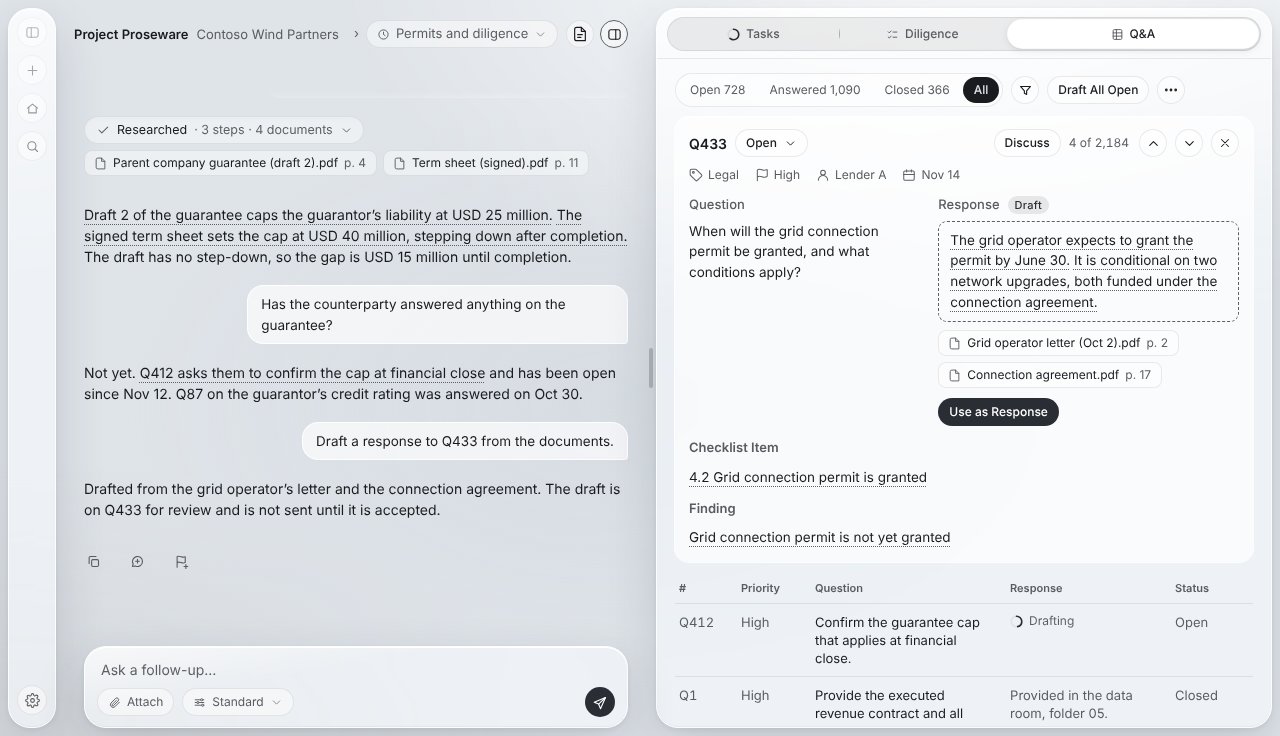 Project Proseware Contoso Wind Partners › Permits and diligence
Researched · 3 steps · 4 documents
Parent company guarantee (draft 2).pdf p. 4 Term sheet (signed).pdf p. 11
Draft 2 of the guarantee caps the guarantor’s liability at USD 25 million. The
signed term sheet sets the cap at USD 40 million, stepping down after completion.
The draft has no step-down, so the gap is USD 15 million until completion.
Has the counterparty answered anything on the
guarantee?
Not yet. Q412 asks them to confirm the cap at financial close and has been open
since Nov 12. Q87 on the guarantor’s credit rating was answered on Oct 30.
Draft a response to Q433 from the documents.
Drafted from the grid operator’s letter and the connection agreement. The draft is
on Q433 for review and is not sent until it is accepted.
Ask a follow-up...
Attach Standard
Tasks Diligence Q&A
Open 728 Answered 1,090 Closed 366 All Draft All Open
Q433 Open Discuss 4 of 2,184
Legal High Lender A Nov 14
Question
When will the grid connection
permit be granted, and what
conditions apply?
Response Draft
The grid operator expects to grant the
permit by June 30. It is conditional on two
network upgrades, both funded under the
connection agreement.
Grid operator letter (Oct 2).pdf p. 2
Connection agreement.pdf p. 17
Use as Response
Checklist Item
4.2 Grid connection permit is granted
Finding
Grid connection permit is not yet granted
# Priority Question Response Status
Q412 High Confirm the guarantee cap Drafting Open
that applies at financial
close.
Q1 High Provide the executed Provided in the data Closed
revenue contract and all room, folder 05.